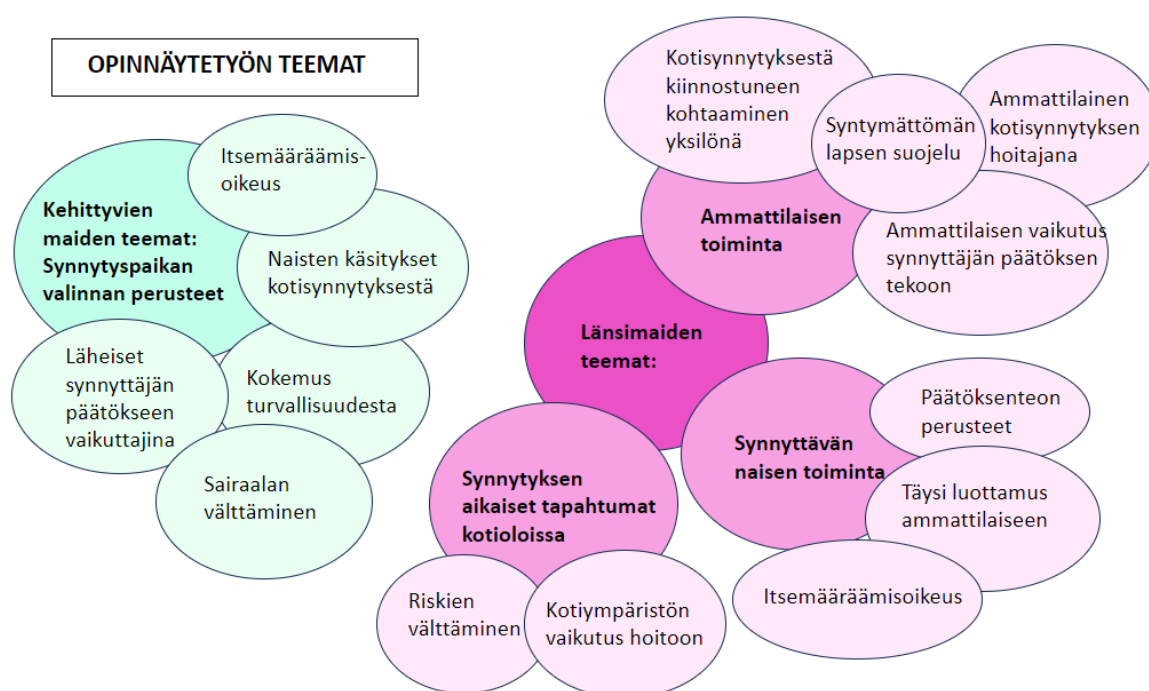 OPINNÄYTETYÖN TEEMAT
Kehittyvien
maiden teemat:
Synnytyspaikan
valinnan perusteet
Itsemääräämis-
oikeus
Naisten käsitykset
kotisynnytyksestä
Kokemus
turvallisuudesta
Läheiset
synnyttäjän
päätökseen
vaikuttajina
Sairaalan
välttäminen
Länsimaiden
teemat:
Ammattilaisen
toiminta
Kotisynnytyksestä
kiinnostuneen
kohtaaminen
yksilönä
Syntymättömän
lapsen suojelu
Ammattilainen
kotisynnytyksen
hoitajana
Ammattilaisen vaikutus
synnyttäjän päätöksen
tekoon
Synnyttävän
naisen toiminta
Päätöksenteon
perusteet
Täysi luottamus
ammattilaiseen
Itsemääräämisoikeus
Synnytyksen
aikaiset tapahtumat
kotioloissa
Riskien
välttäminen
Kotiympäristön
vaikutus hoitoon